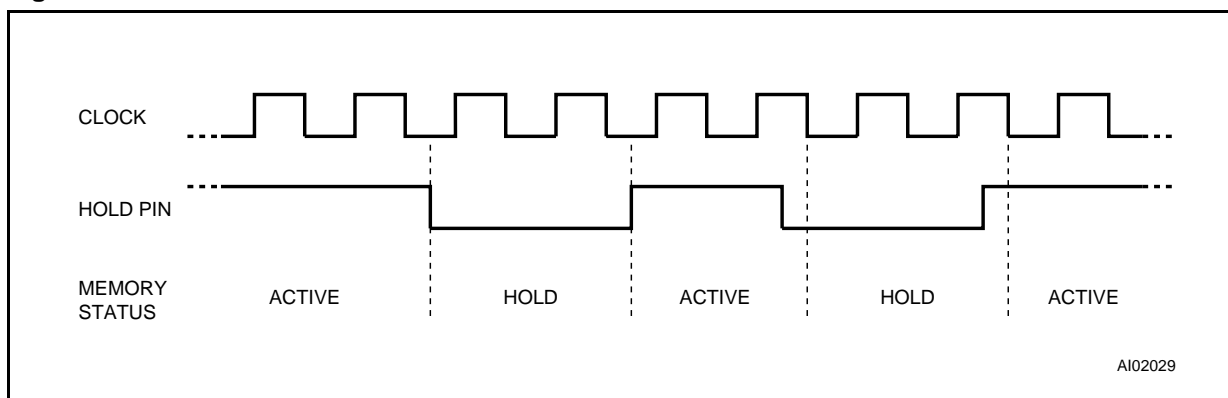 CLOCK
HOLD PIN
MEMORY
STATUS
ACTIVE
HOLD
ACTIVE
HOLD
ACTIVE
AI02029